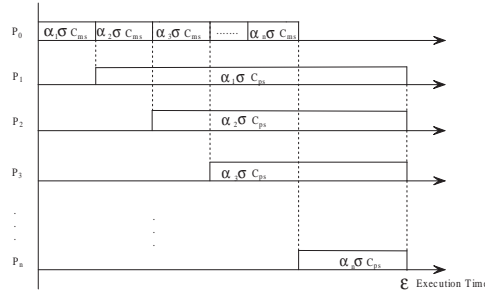 P₀ α₁σ Cₘₛ α₂σ Cₘₛ α₃σ Cₘₛ ....... αₙσ Cₘₛ
P₁ α₁σ Cₚₛ
P₂ α₂σ Cₚₛ
P₃ α₃σ Cₚₛ
. . . .
. . .
Pₙ αₙσ Cₚₛ
ε Execution Time